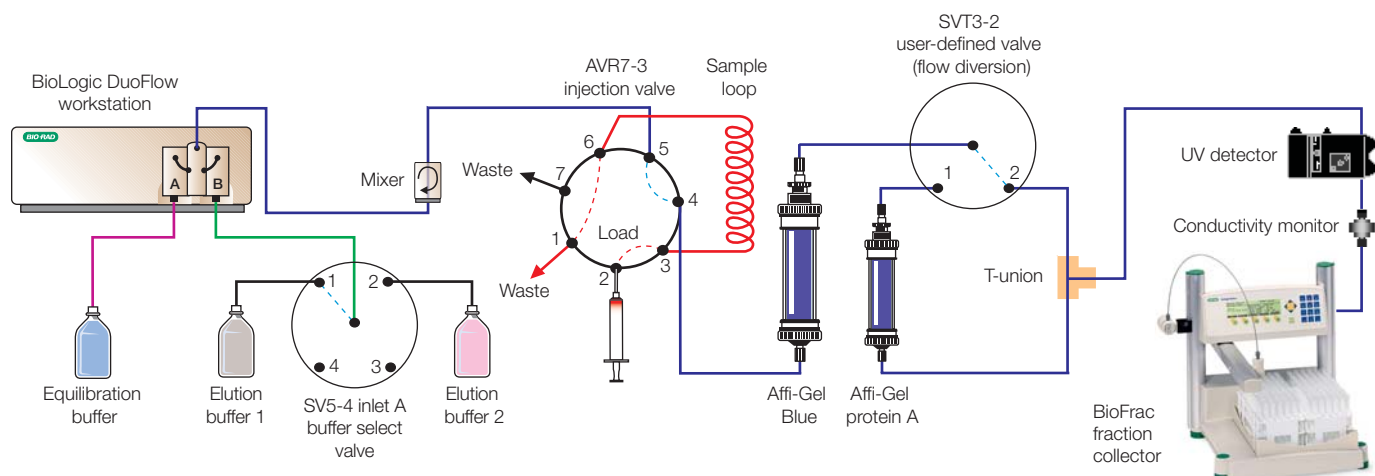 BioLogic DuoFlow
workstation
BIO-RAD
A
B
Mixer
AVR7-3
injection valve
Sample
loop
6
5
7
4
Waste
Load
1
2
3
Waste
SVT3-2
user-defined valve
(flow diversion)
1
2
UV detector
Conductivity monitor
T-union
1
2
4
3
Equilibration
buffer
Elution
buffer 1
SV5-4 inlet A
buffer select
valve
Elution
buffer 2
Affi-Gel
Blue
Affi-Gel
protein A
BioFrac
fraction
collector